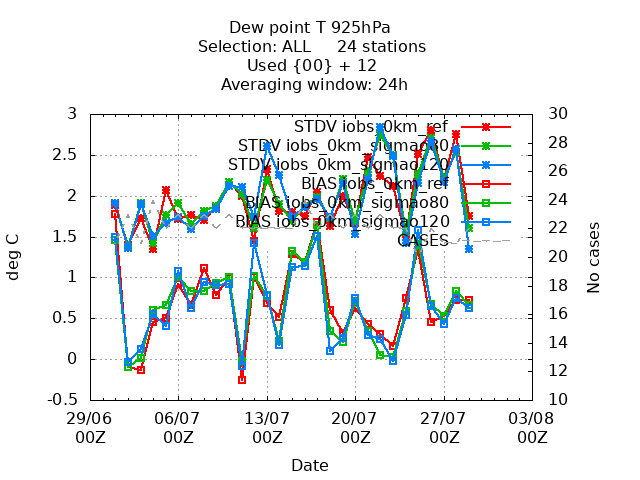 Dew point T 925hPa
Selection: ALL 24 stations
Used {00} + 12
Averaging window: 24h
STDV iobs_0km_ref
STDV iobs_0km_sigmao80
STDV iobs_0km_sigmao120
BIAS iobs_0km_ref
BIAS iobs_0km_sigmao80
BIAS iobs_0km_sigmao120
CASES
deg C
3
2.5
2
1.5
1
0.5
0
-0.5
No cases
30
28
26
24
22
20
18
16
14
12
10
29/06 06/07 13/07 20/07 27/07 03/08
00Z 00Z 00Z 00Z 00Z 00Z
Date